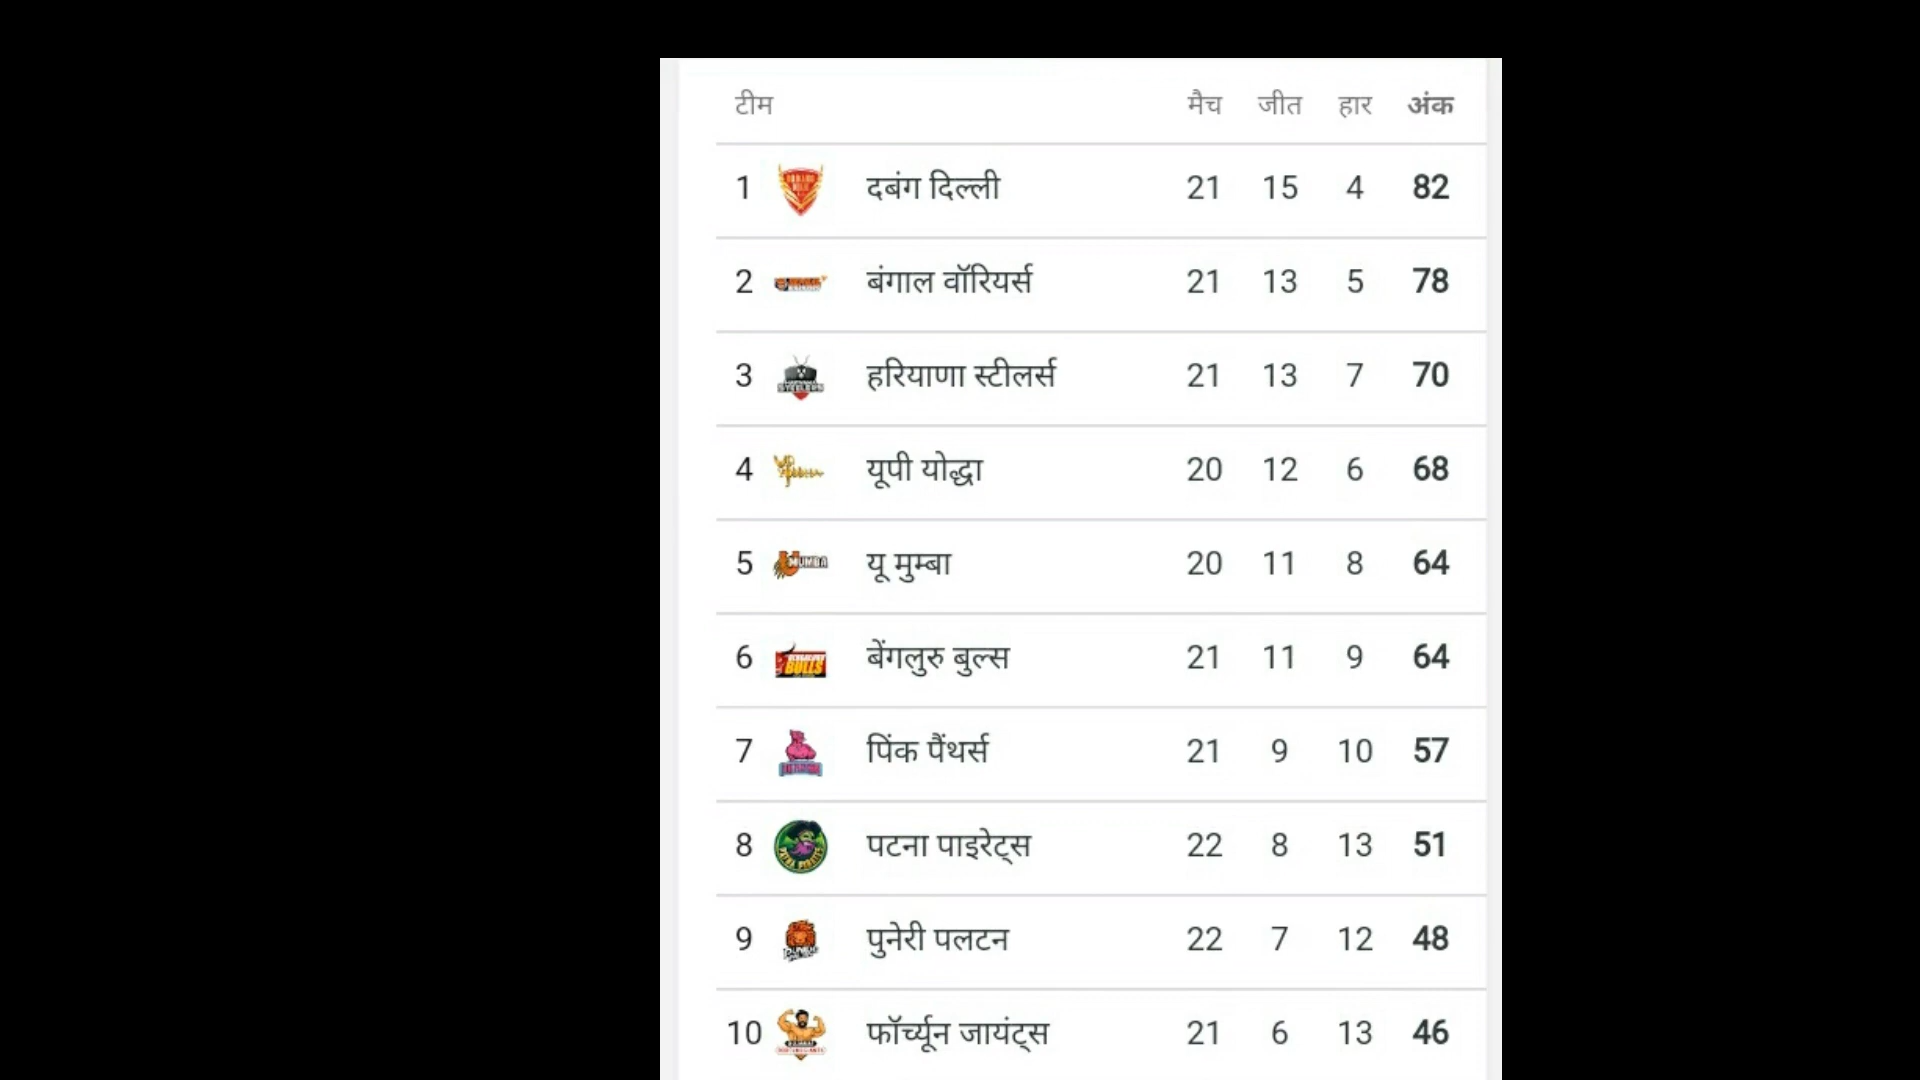 टीम मैच जीत हार अंक
1 दबंग दिल्ली 21 15 4 82
2 बंगाल वॉरियर्स 21 13 5 78
3 हरियाणा स्टीलर्स 21 13 7 70
4 यूपी योद्धा 20 12 6 68
5 MUMBA यू मुम्बा 20 11 8 64
6 BULLS बेंगलुरु बुल्स 21 11 9 64
7 पिंक पैंथर्स 21 9 10 57
8 पटना पाइरेट्स 22 8 13 51
9 पुनेरी पलटन 22 7 12 48
10 फॉर्च्यून जायंट्स 21 6 13 46